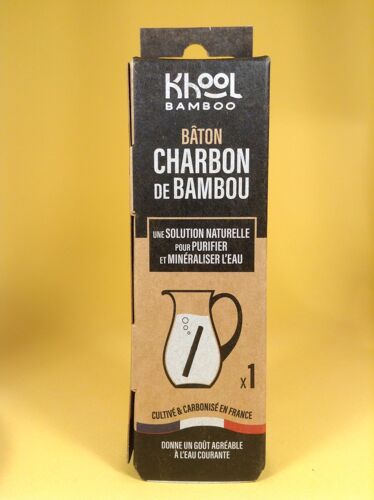 KhooL
BAMBOO
BÂTON
CHARBON
DE BAMBOU
UNE SOLUTION NATURELLE
POUR PURIFIER
ET MINÉRALISER L'EAU
x1
CULTIVÉ & CARBONISÉ EN FRANCE
DONNE UN GOÛT AGRÉABLE
À L'EAU COURANTE